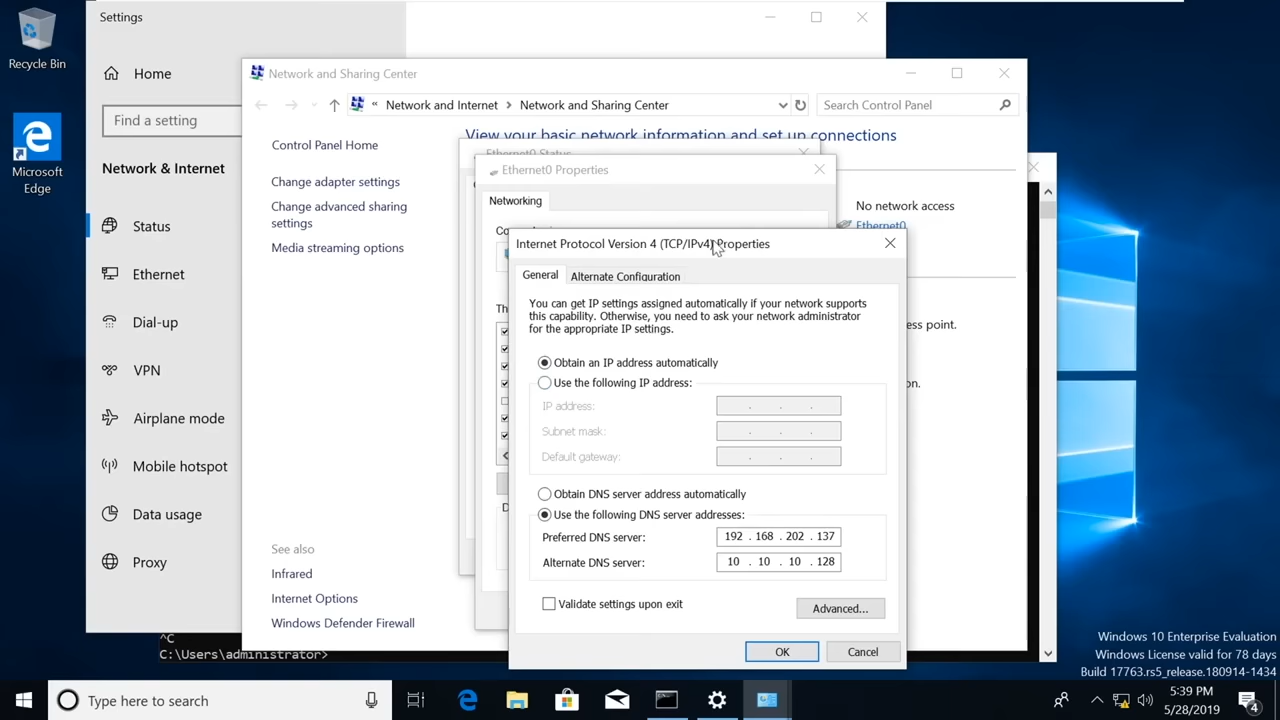 Recycle Bin
Microsoft
Edge
Settings
Home
Find a setting
Network & Internet
Status
Ethernet
Dial-up
VPN
Airplane mode
Mobile hotspot
Data usage
Proxy
Network and Sharing Center
« Network and Internet > Network and Sharing Center
Search Control Panel
Control Panel Home
Change adapter settings
Change advanced sharing
settings
Media streaming options
See also
Infrared
Internet Options
Windows Defender Firewall
View your basic network information and set up connections
No network access
Ethernet0
ess point.
on.
Ethernet0 Status
Ethernet0 Properties
Networking
Co
Th
D
Internet Protocol Version 4 (TCP/IPv4) Properties
General
Alternate Configuration
You can get IP settings assigned automatically if your network supports
this capability. Otherwise, you need to ask your network administrator
for the appropriate IP settings.
Obtain an IP address automatically
Use the following IP address:
IP address: . . .
Subnet mask: . . .
Default gateway: . . .
Obtain DNS server address automatically
Use the following DNS server addresses:
Preferred DNS server: 192 . 168 . 202 . 137
Alternate DNS server: 10 . 10 . 10 . 128
Validate settings upon exit
Advanced...
OK
Cancel
^C
C:\Users\administrator>
Windows 10 Enterprise Evaluation
Windows License valid for 78 days
Build 17763.rs5_release.180914-1434
Type here to search
5:39 PM
5/28/2019
4